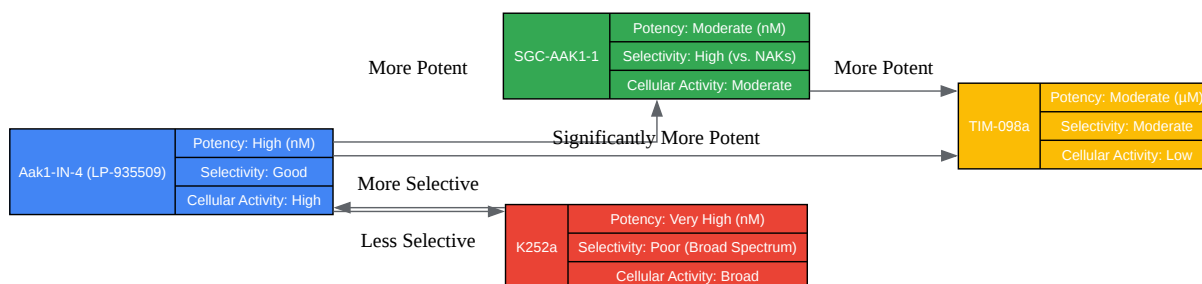 SGC-AAK1-1
Potency: Moderate (nM)
Selectivity: High (vs. NAKs)
Cellular Activity: Moderate
More Potent
More Potent
TIM-098a
Potency: Moderate (µM)
Selectivity: Moderate
Cellular Activity: Low
Significantly More Potent
Aak1-IN-4 (LP-935509)
Potency: High (nM)
Selectivity: Good
Cellular Activity: High
More Selective
Less Selective
K252a
Potency: Very High (nM)
Selectivity: Poor (Broad Spectrum)
Cellular Activity: Broad